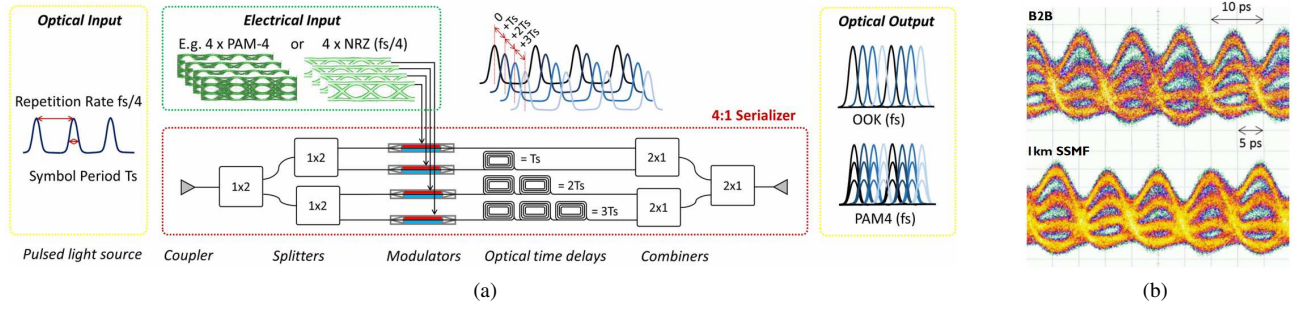 Optical Input
Repetition Rate fs/4
Symbol Period Ts
Pulsed light source
Electrical Input
E.g. 4 x PAM-4 or 4 x NRZ (fs/4)
0
+Ts
+2Ts
+3Ts
4:1 Serializer
1x2
1x2
1x2
= Ts
= 2Ts
= 3Ts
2x1
2x1
2x1
Coupler
Splitters
Modulators
Optical time delays
Combiners
Optical Output
OOK (fs)
PAM4 (fs)
(a)
B2B
10 ps
5 ps
1km SSMF
(b)